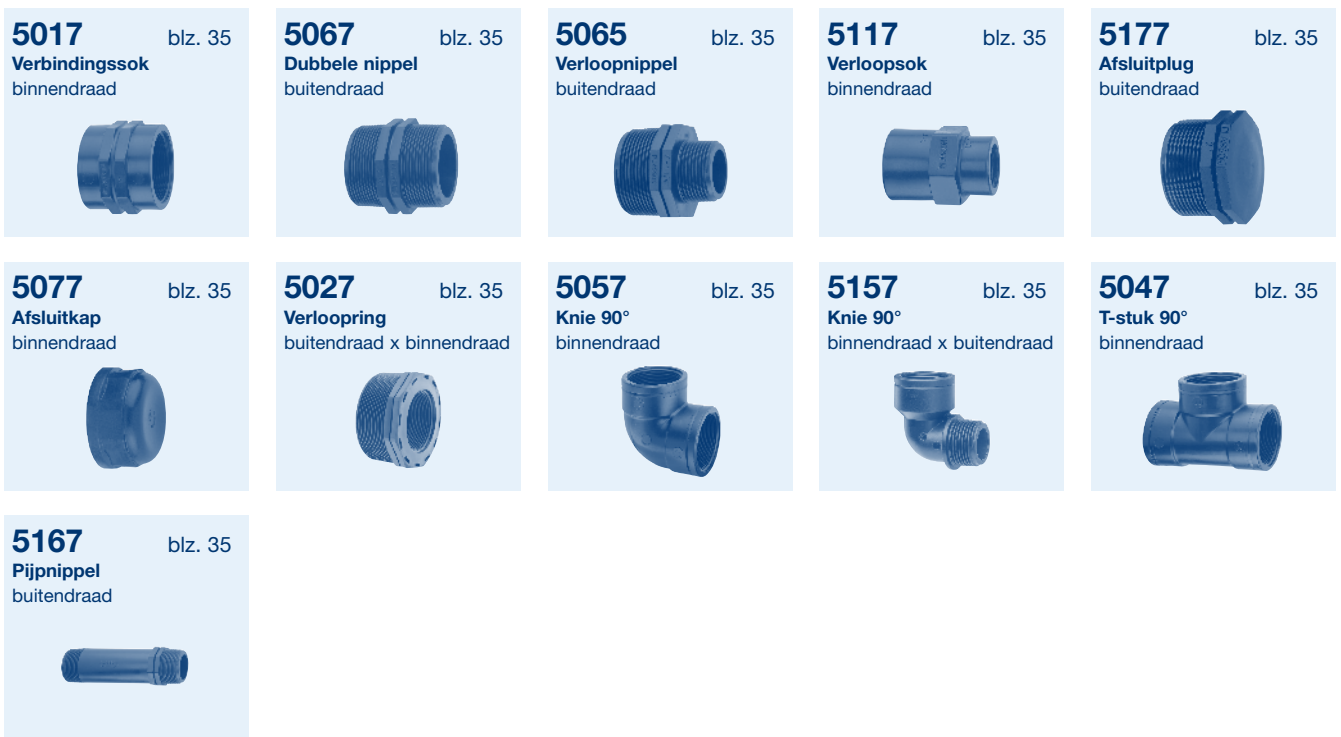 5017 blz. 35
Verbindingssok
binnendraad
5067 blz. 35
Dubbele nippel
buitendraad
5065 blz. 35
Verloopnippel
buitendraad
5117 blz. 35
Verloopsok
binnendraad
5177 blz. 35
Afsluitplug
buitendraad
5077 blz. 35
Afsluitkap
binnendraad
5027 blz. 35
Verloopring
buitendraad x binnendraad
5057 blz. 35
Knie 90°
binnendraad
5157 blz. 35
Knie 90°
binnendraad x buitendraad
5047 blz. 35
T-stuk 90°
binnendraad
5167 blz. 35
Pijpnippel
buitendraad